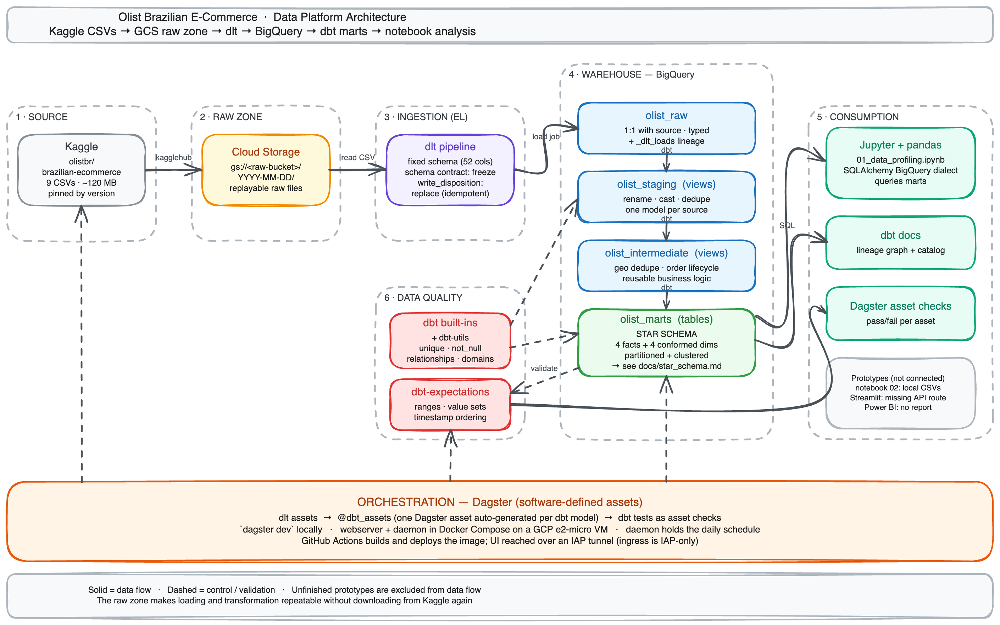 Olist Brazilian E-Commerce · Data Platform Architecture
Kaggle CSVs → GCS raw zone → dlt → BigQuery → dbt marts → notebook analysis
1 · SOURCE
Kaggle
olistbr/
brazilian-ecommerce
9 CSVs · ~120 MB
pinned by version
kagglehub
2 · RAW ZONE
Cloud Storage
gs://<raw-bucket>/
YYYY-MM-DD/
replayable raw files
read CSV
3 · INGESTION (EL)
dlt pipeline
fixed schema (52 cols)
schema contract: freeze
write_disposition:
replace (idempotent)
load job
4 · WAREHOUSE — BigQuery
olist_raw
1:1 with source · typed
+ _dlt_loads lineage
dbt
olist_staging (views)
rename · cast · dedupe
one model per source
dbt
olist_intermediate (views)
geo dedupe · order lifecycle
reusable business logic
dbt
olist_marts (tables)
STAR SCHEMA
4 facts + 4 conformed dims
partitioned + clustered
→ see docs/star_schema.md
SQL
5 · CONSUMPTION
Jupyter + pandas
01_data_profiling.ipynb
SQLAlchemy BigQuery dialect
queries marts
dbt docs
lineage graph + catalog
Dagster asset checks
pass/fail per asset
Prototypes (not connected)
notebook 02: local CSVs
Streamlit: missing API route
Power BI: no report
6 · DATA QUALITY
dbt built-ins
+ dbt-utils
unique · not_null
relationships · domains
validate
dbt-expectations
ranges · value sets
timestamp ordering
ORCHESTRATION — Dagster (software-defined assets)
dlt assets → @dbt_assets (one Dagster asset auto-generated per dbt model) → dbt tests as asset checks
`dagster dev` locally · webserver + daemon in Docker Compose on a GCP e2-micro VM · daemon holds the daily schedule
GitHub Actions builds and deploys the image; UI reached over an IAP tunnel (ingress is IAP-only)
Solid = data flow · Dashed = control / validation · Unfinished prototypes are excluded from data flow
The raw zone makes loading and transformation repeatable without downloading from Kaggle again